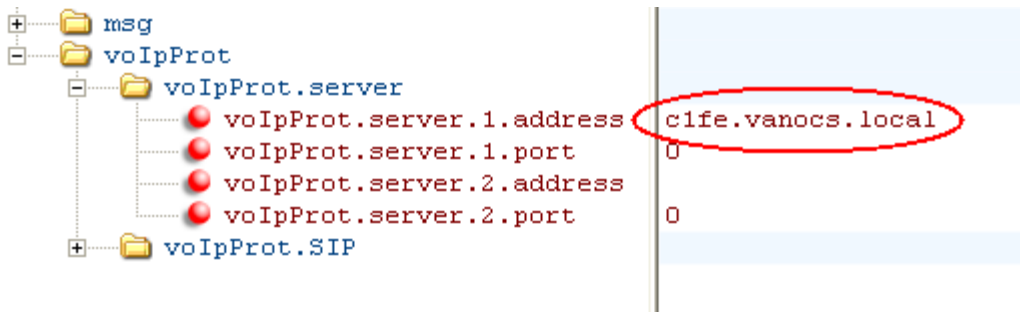 msg
voIpProt
voIpProt.server
voIpProt.server.1.address c1fe.vanocs.local
voIpProt.server.1.port 0
voIpProt.server.2.address
voIpProt.server.2.port 0
voIpProt.SIP